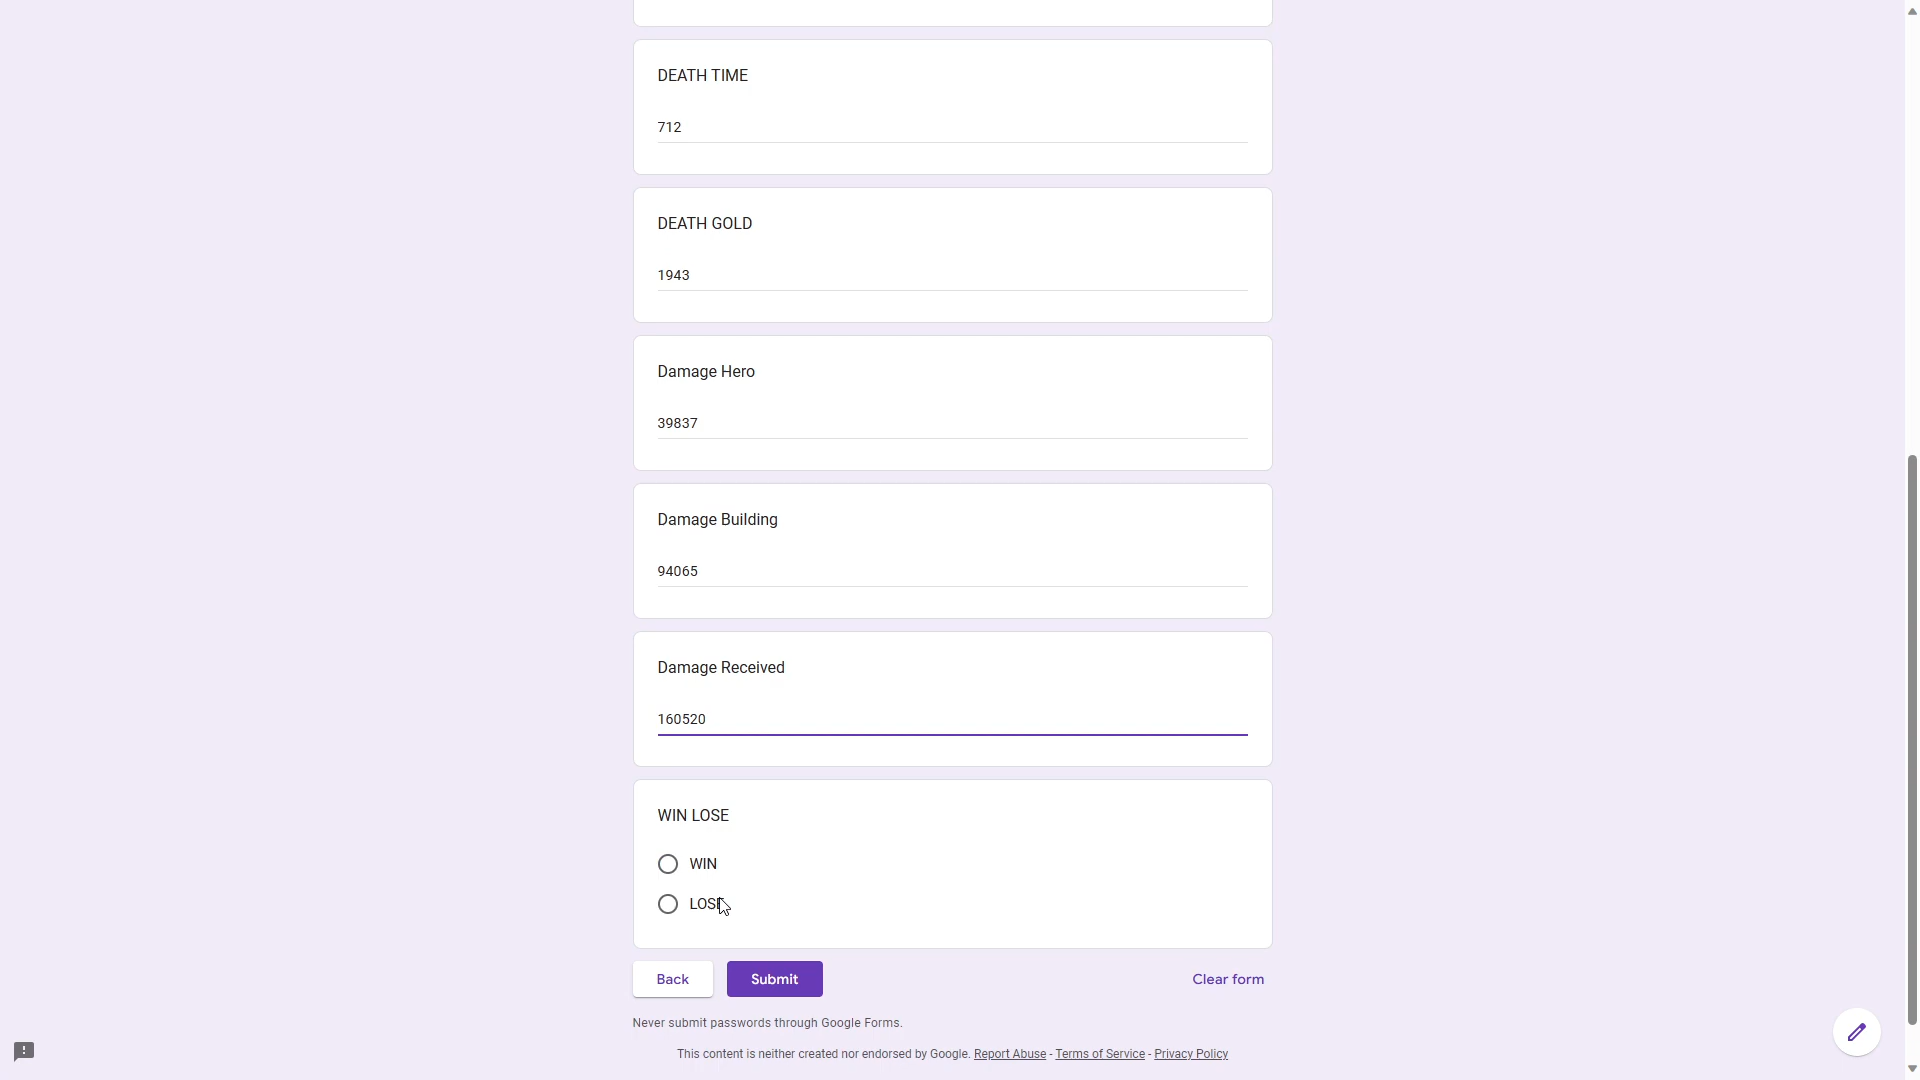 DEATH TIME
712
DEATH GOLD
1943
Damage Hero
39837
Damage Building
94065
Damage Received
160520
WIN LOSE
WIN
LOSE
Back Submit Clear form
Never submit passwords through Google Forms.
This content is neither created nor endorsed by Google. Report Abuse - Terms of Service - Privacy Policy